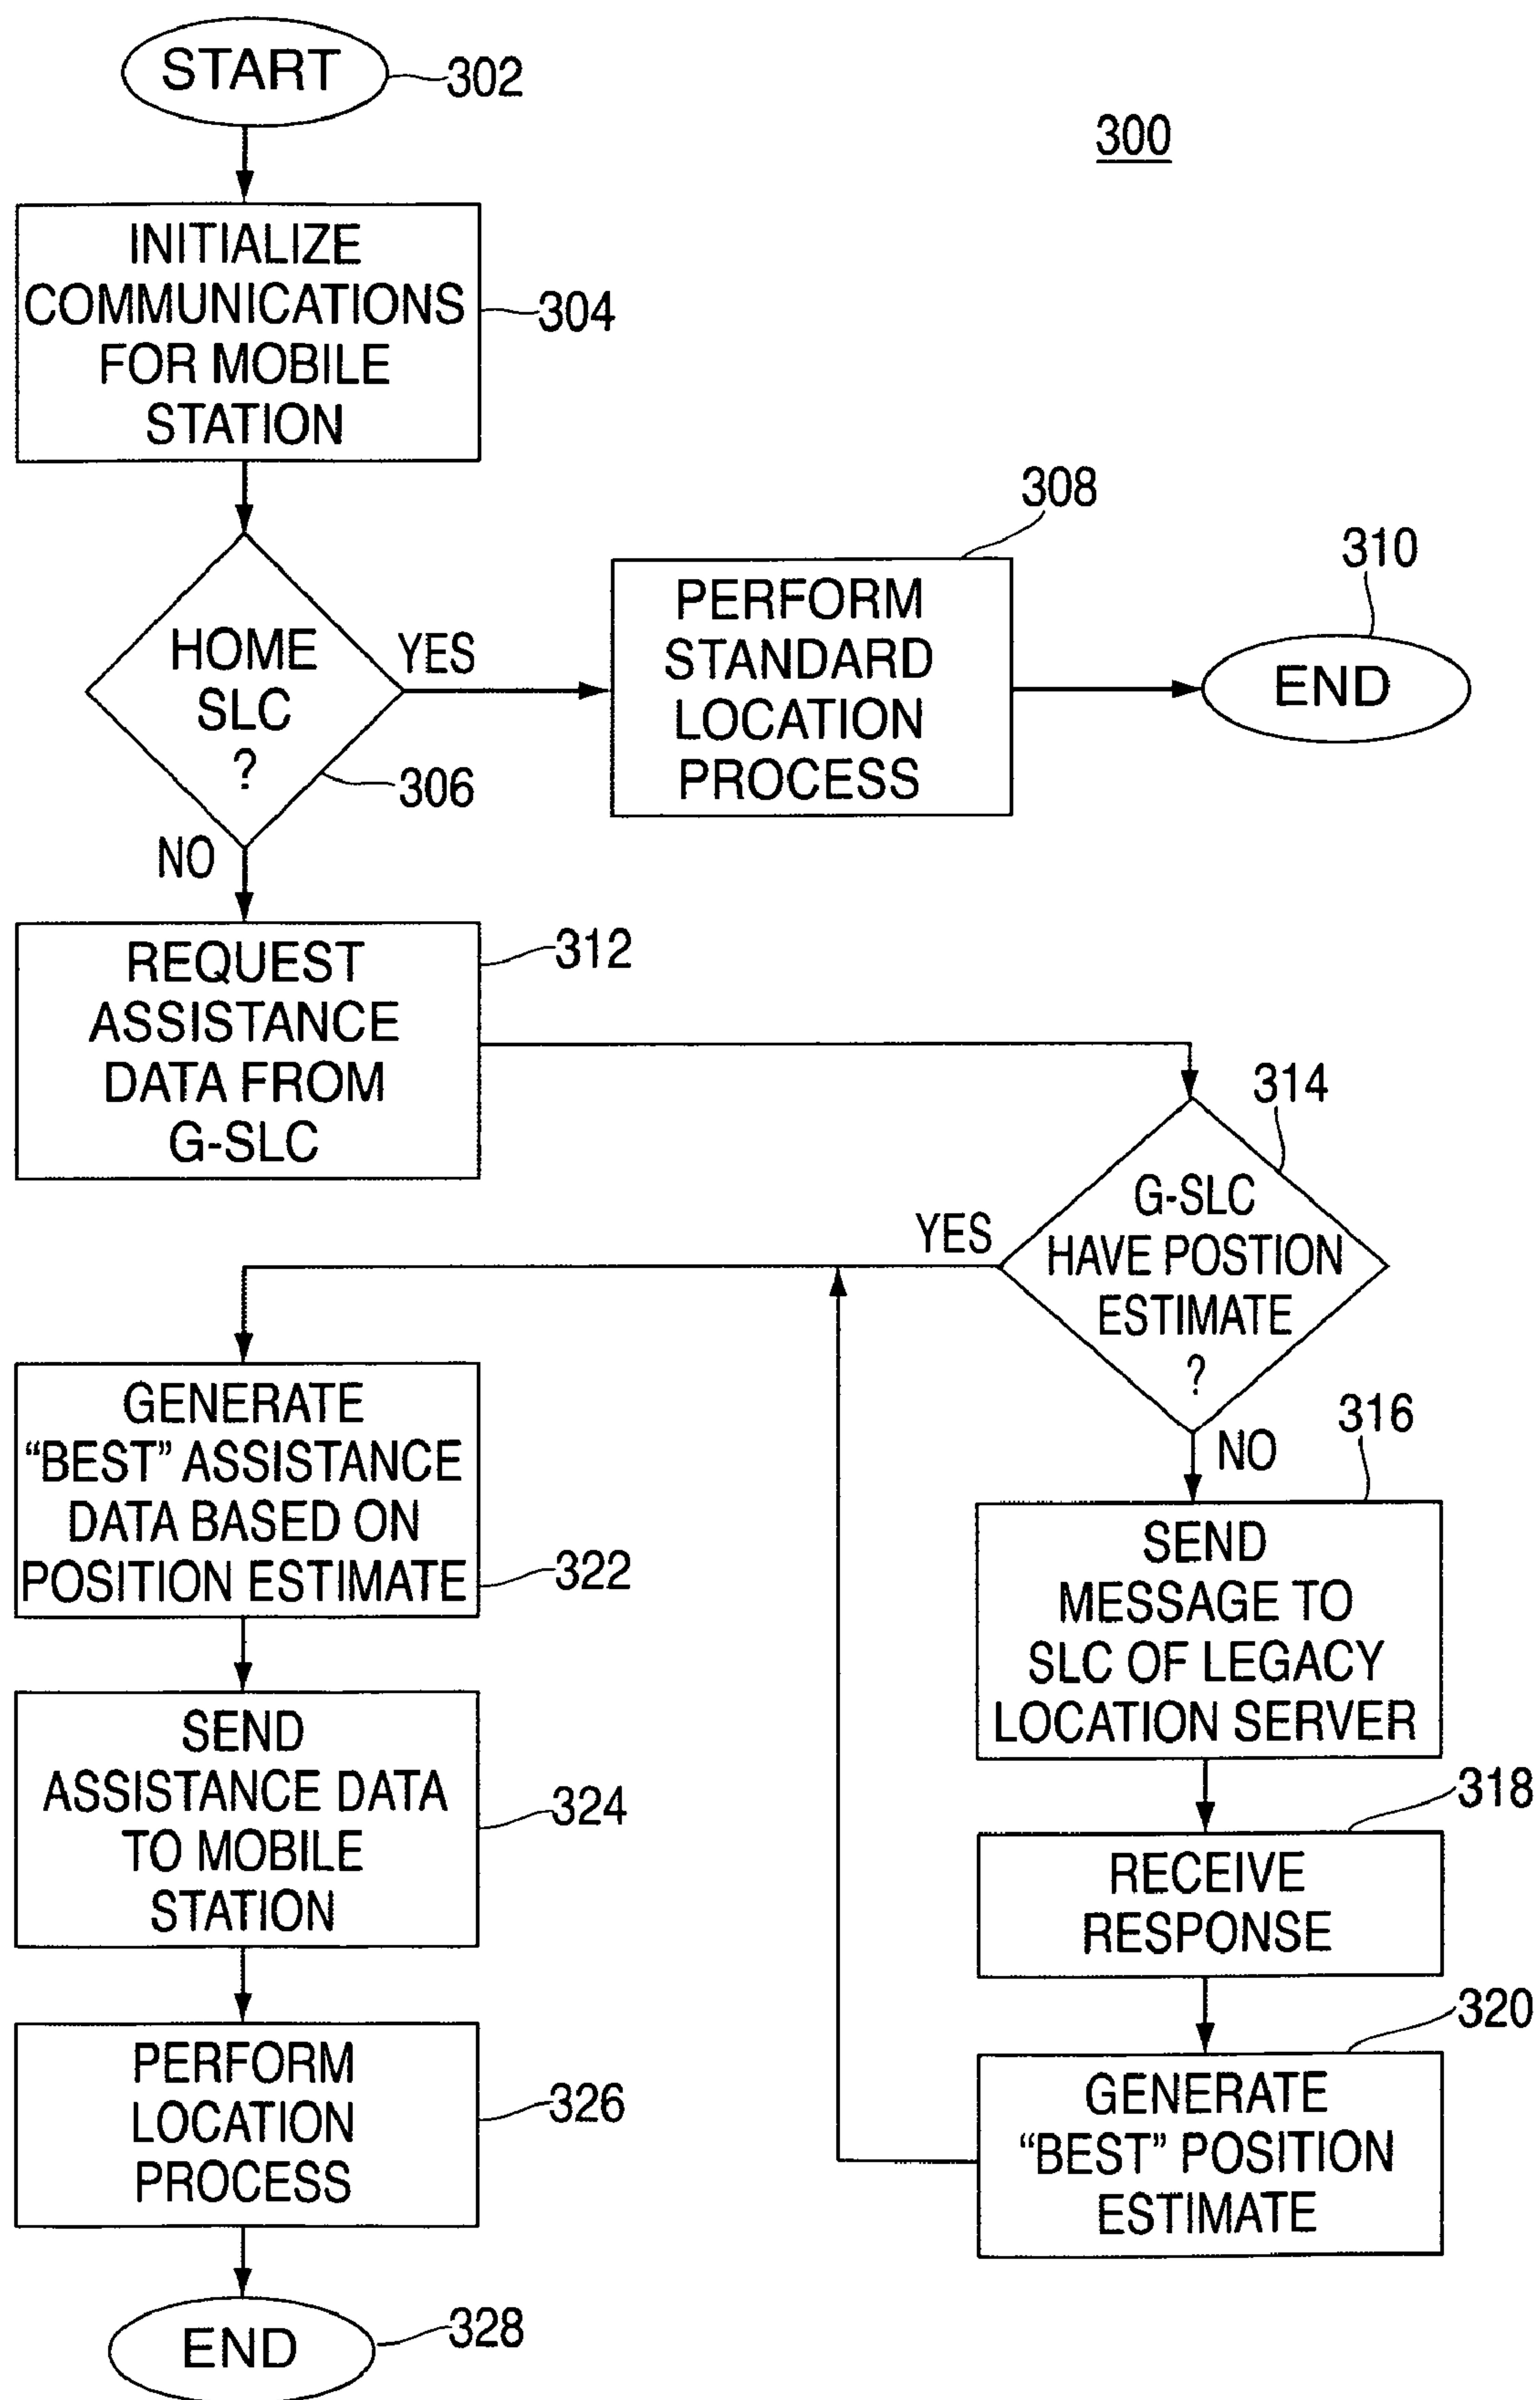 START
302
300
INITIALIZE
COMMUNICATIONS
FOR MOBILE
STATION
304
HOME
SLC
?
306
YES
NO
308
PERFORM
STANDARD
LOCATION
PROCESS
310
END
REQUEST
ASSISTANCE
DATA FROM
G-SLC
312
314
G-SLC
HAVE POSTION
ESTIMATE
?
YES
NO
316
SEND
MESSAGE TO
SLC OF LEGACY
LOCATION SERVER
318
RECEIVE
RESPONSE
320
GENERATE
“BEST” POSITION
ESTIMATE
GENERATE
“BEST” ASSISTANCE
DATA BASED ON
POSITION ESTIMATE
322
SEND
ASSISTANCE DATA
TO MOBILE
STATION
324
PERFORM
LOCATION
PROCESS
326
END
328